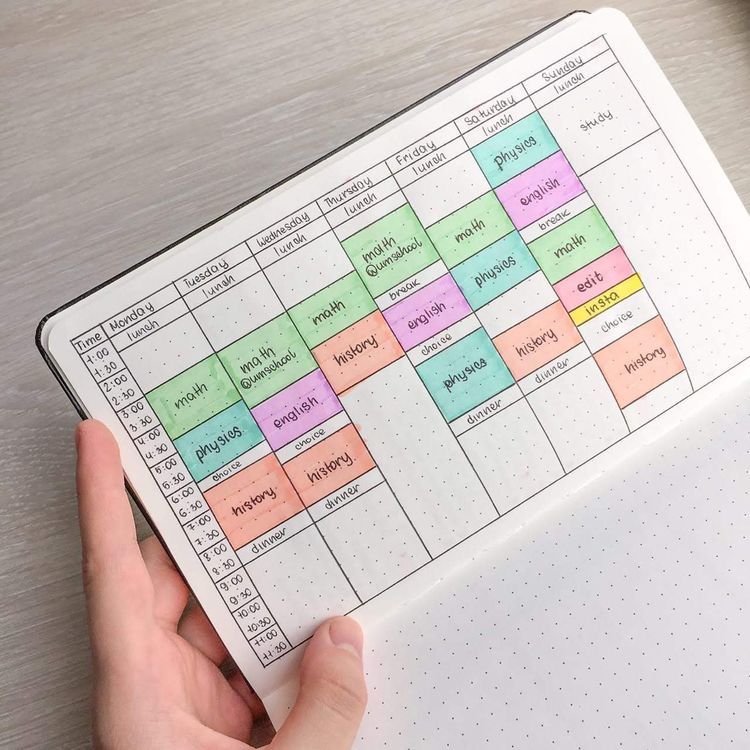 Time
1:00
1:30
2:00
2:30
3:00
3:30
4:00
4:30
5:00
5:30
6:00
6:30
7:00
7:30
8:00
8:30
9:00
9:30
10:00
10:30
11:00
11:30
Monday
lunch
math
physics
choice
history
dinner
Tuesday
lunch
math
@umschool
english
choice
history
dinner
Wednesday
lunch
math
history
Thursday
lunch
math
@umschool
break
english
choice
physics
dinner
Friday
lunch
math
physics
history
dinner
Saturday
lunch
physics
english
break
math
edit
insta
choice
history
Sunday
lunch
study